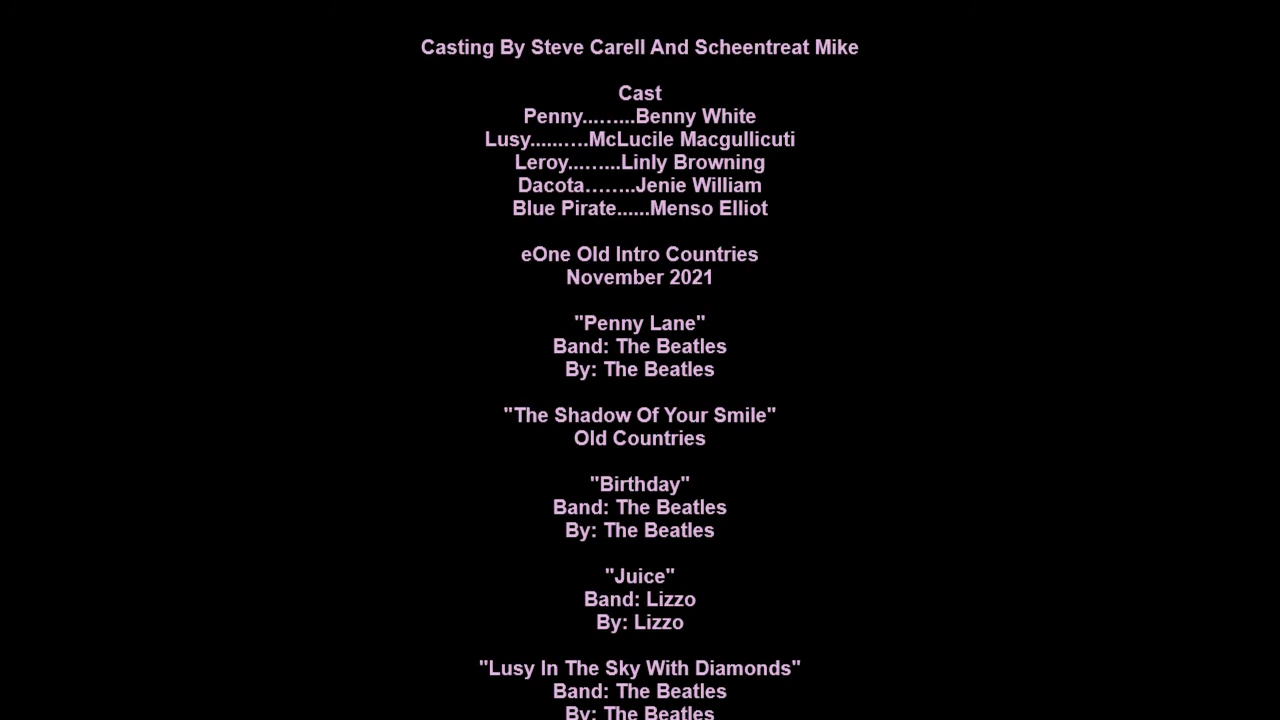 Casting By Steve Carell And Scheentreat Mike
Cast
Penny...…...Benny White
Lusy......….McLucile Macgullicuti
Leroy...…...Linly Browning
Dacota……..Jenie William
Blue Pirate......Menso Elliot
eOne Old Intro Countries
November 2021
"Penny Lane"
Band: The Beatles
By: The Beatles
"The Shadow Of Your Smile"
Old Countries
"Birthday"
Band: The Beatles
By: The Beatles
"Juice"
Band: Lizzo
By: Lizzo
"Lusy In The Sky With Diamonds"
Band: The Beatles
By: The Beatles